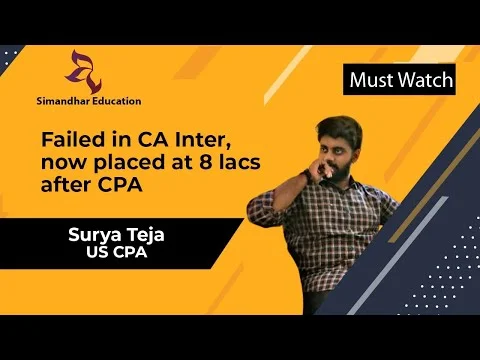 Simandhar Education
Must Watch
Failed in CA Inter,
now placed at 8 lacs
after CPA
Surya Teja
US CPA